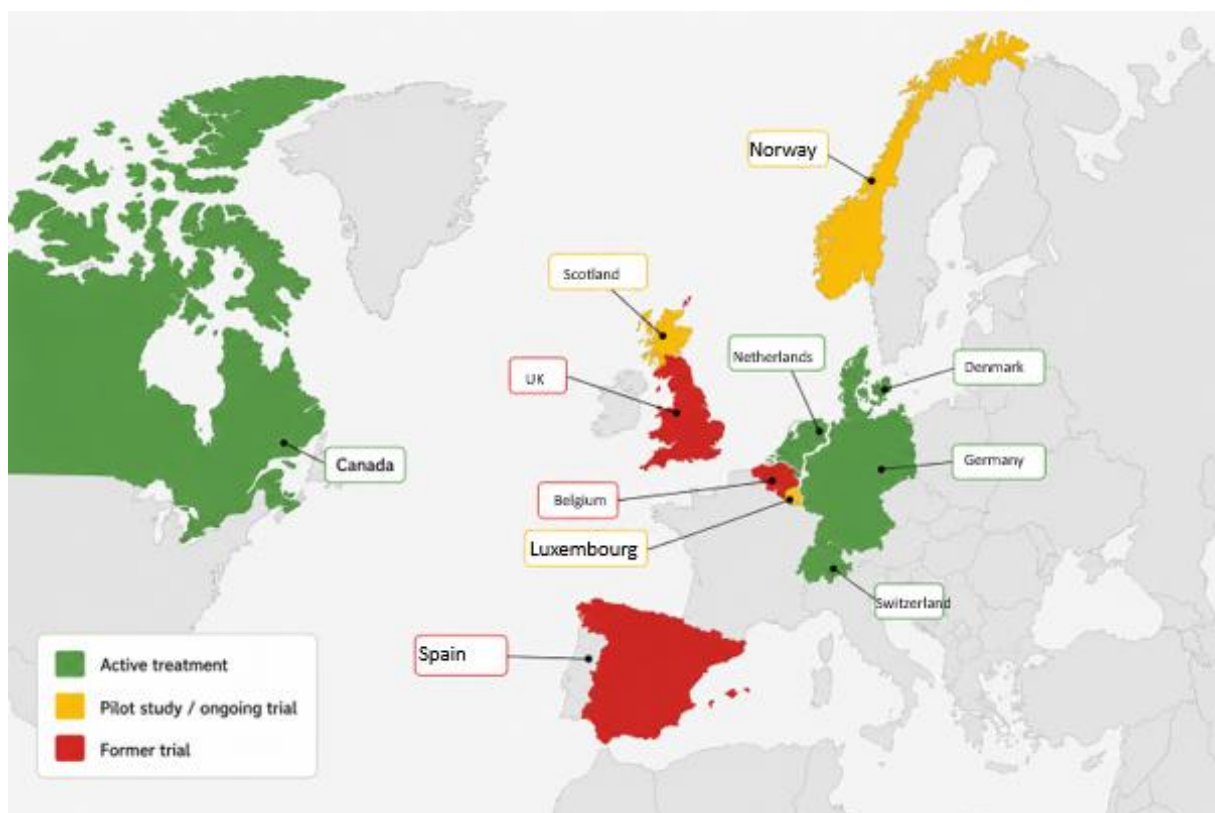 Norway
Scotland
Netherlands
UK
Denmark
Canada
Germany
Belgium
Luxembourg
Switzerland
Spain
Active treatment
Pilot study / ongoing trial
Former trial